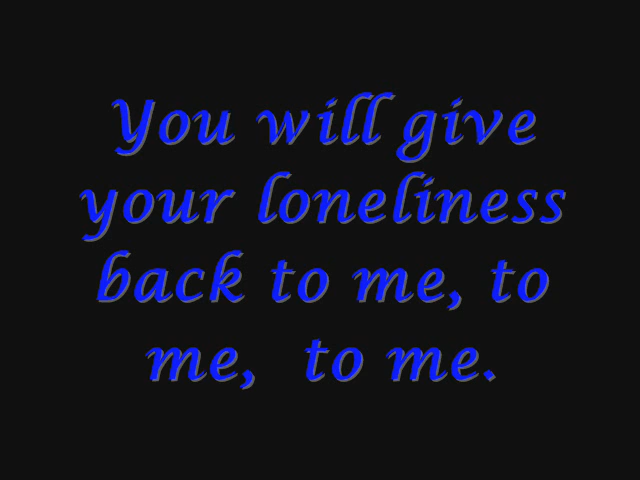 You will give
your loneliness
back to me, to
me, to me.